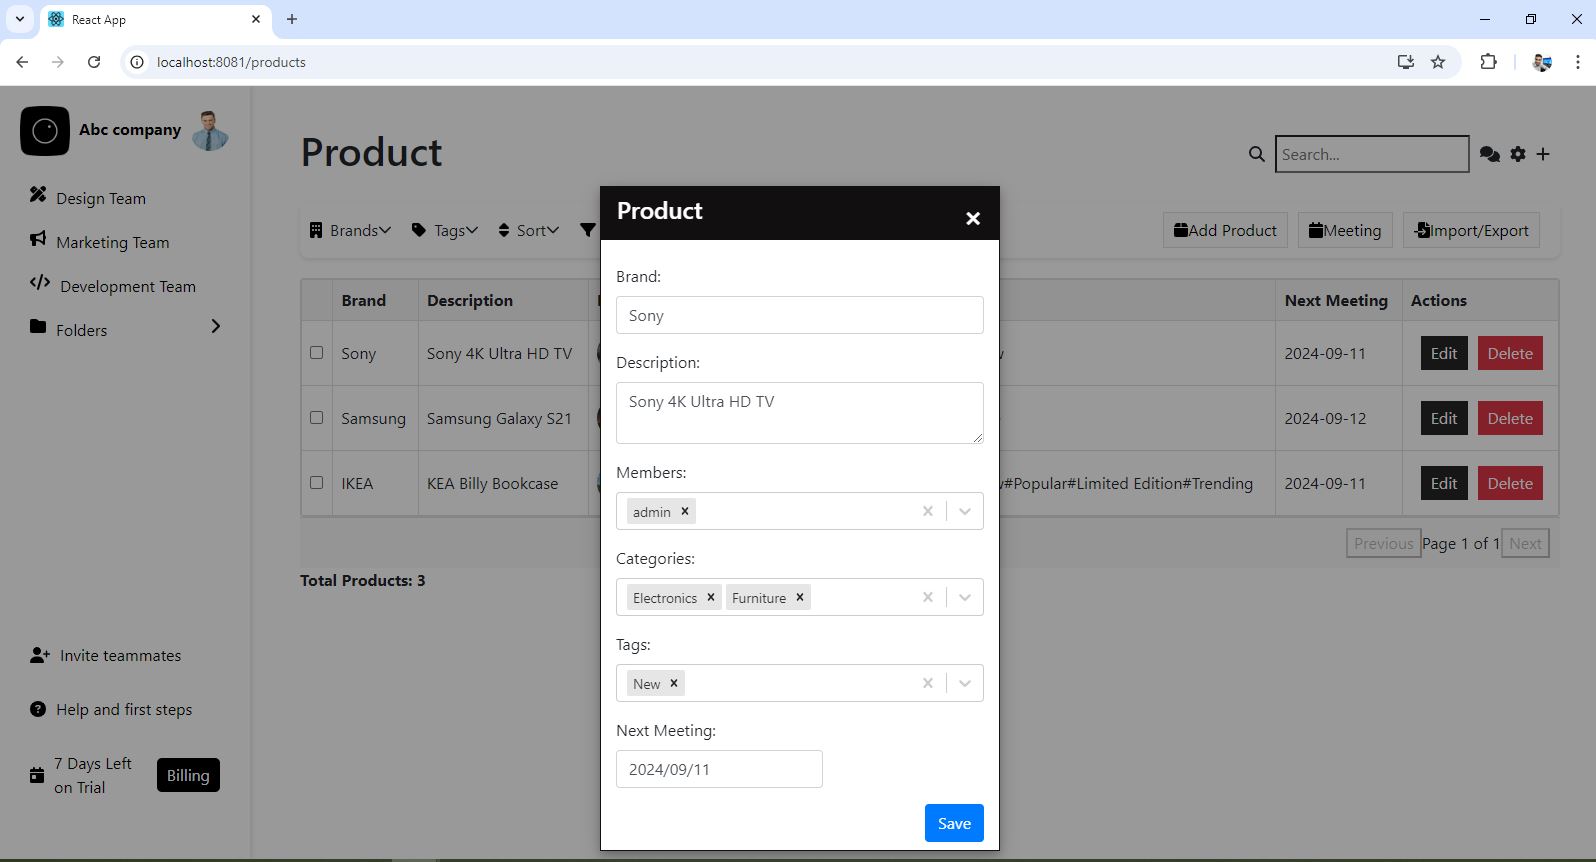 React App
localhost:8081/products
Abc company
Design Team
Marketing Team
Development Team
Folders
Invite teammates
Help and first steps
7 Days Left
on Trial
Billing
Product
Search...
Brands Tags Sort
Add Product Meeting Import/Export
Brand Description Next Meeting Actions
Sony Sony 4K Ultra HD TV 2024-09-11 Edit Delete
Samsung Samsung Galaxy S21 2024-09-12 Edit Delete
IKEA KEA Billy Bookcase #Popular#Limited Edition#Trending 2024-09-11 Edit Delete
Previous Page 1 of 1 Next
Total Products: 3
Product
Brand:
Sony
Description:
Sony 4K Ultra HD TV
Members:
admin
Categories:
Electronics Furniture
Tags:
New
Next Meeting:
2024/09/11
Save